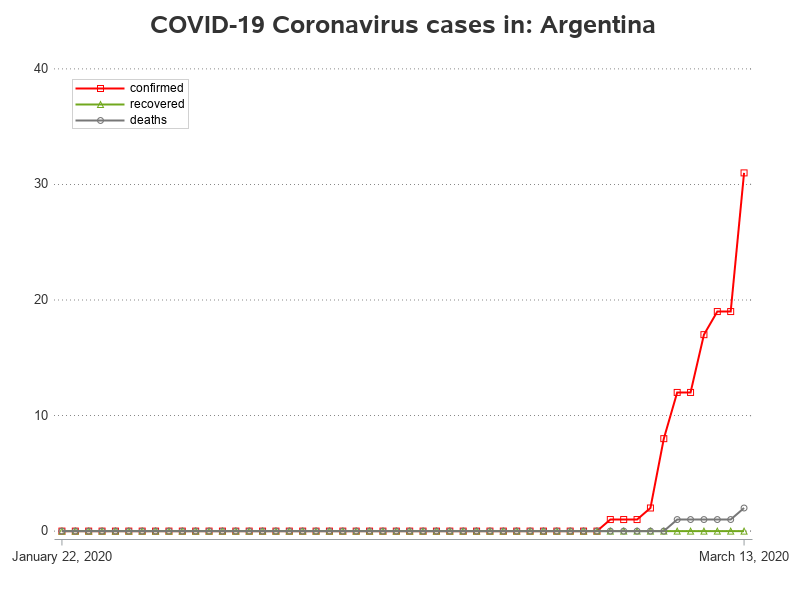 COVID-19 Coronavirus cases in: Argentina
40
confirmed
recovered
deaths
30
20
10
0
January 22, 2020 March 13, 2020